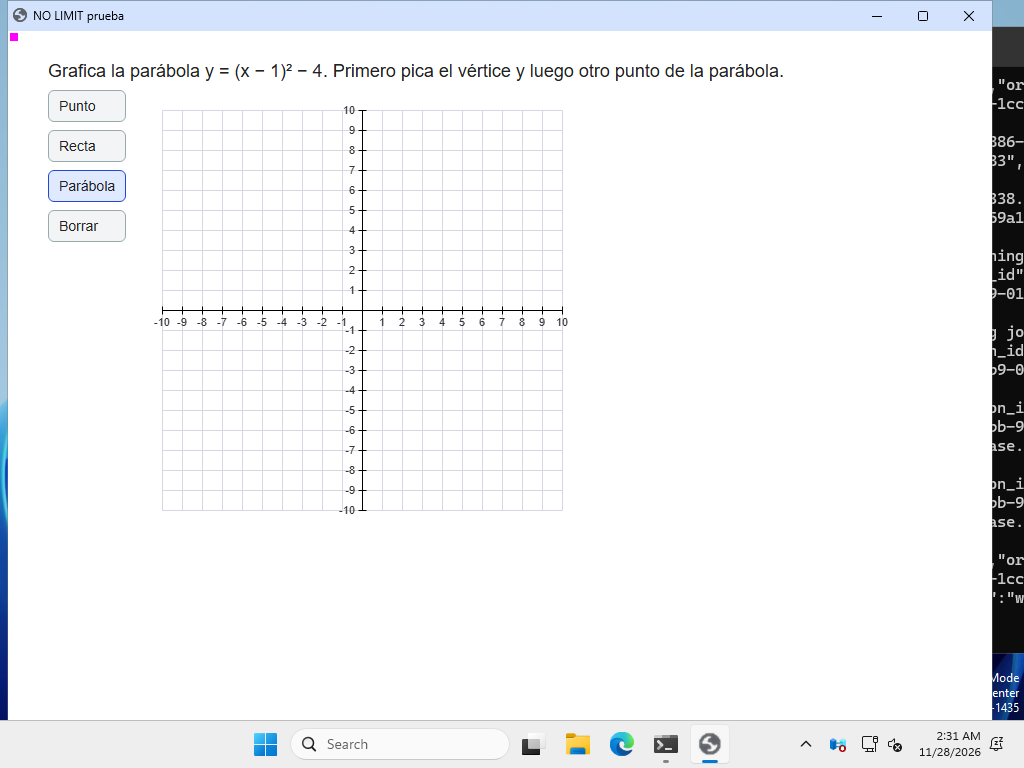 NO LIMIT prueba
Grafica la parábola y = (x − 1)² − 4. Primero pica el vértice y luego otro punto de la parábola.
Punto
Recta
Parábola
Borrar
10
9
8
7
6
5
4
3
2
1
-10 -9 -8 -7 -6 -5 -4 -3 -2 -1 1 2 3 4 5 6 7 8 9 10
-1
-2
-3
-4
-5
-6
-7
-8
-9
-10
Search
2:31 AM
11/28/2026
Mode
enter
-1435